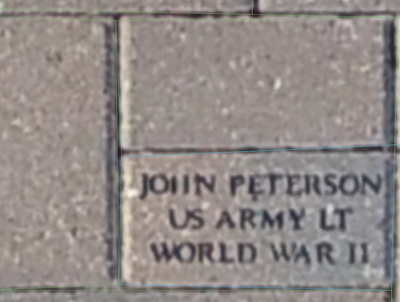 JOHN PETERSON
US ARMY LT
WORLD WAR II